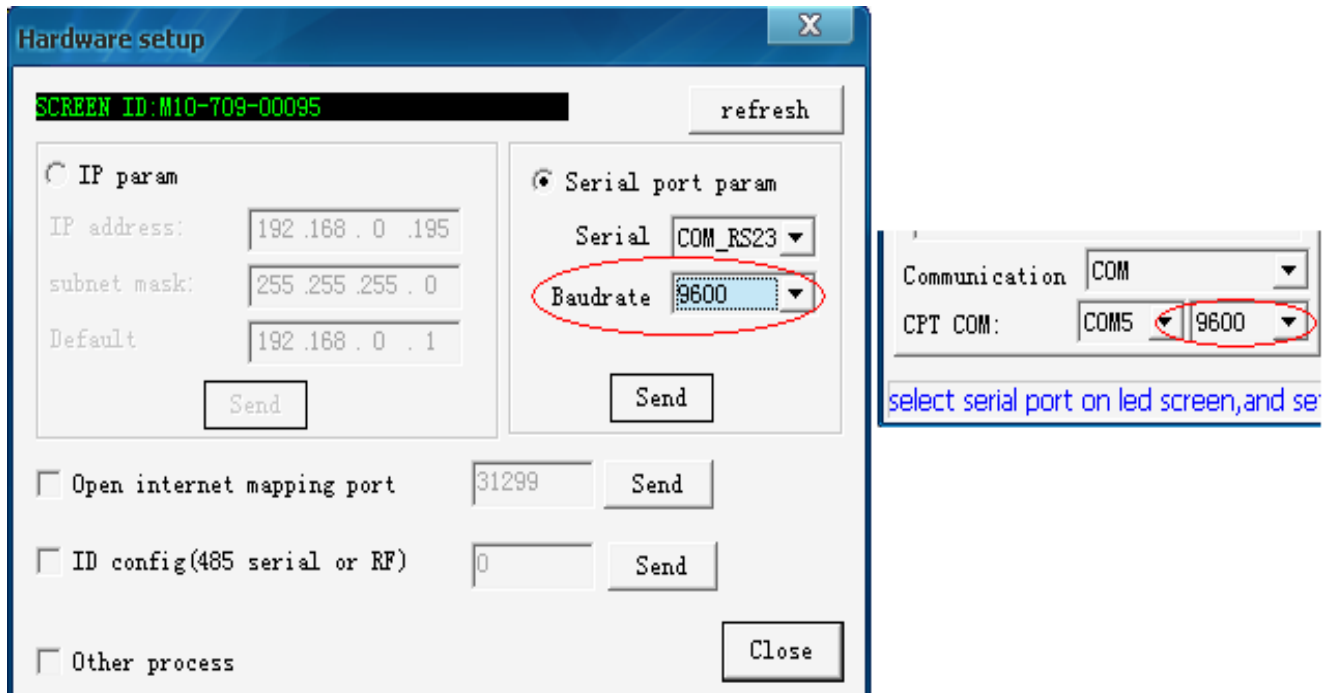 Hardware setup
X
SCREEN ID:M10-709-00095
refresh
IP param
IP address: 192 .168 . 0 .195
subnet mask: 255 .255 .255 . 0
Default 192 .168 . 0 . 1
Send
Serial port param
Serial COM_RS23
Baudrate 9600
Send
Open internet mapping port 31299 Send
ID config(485 serial or RF) 0 Send
Other process
Close
Communication COM
CPT COM: COM5 9600
select serial port on led screen,and se